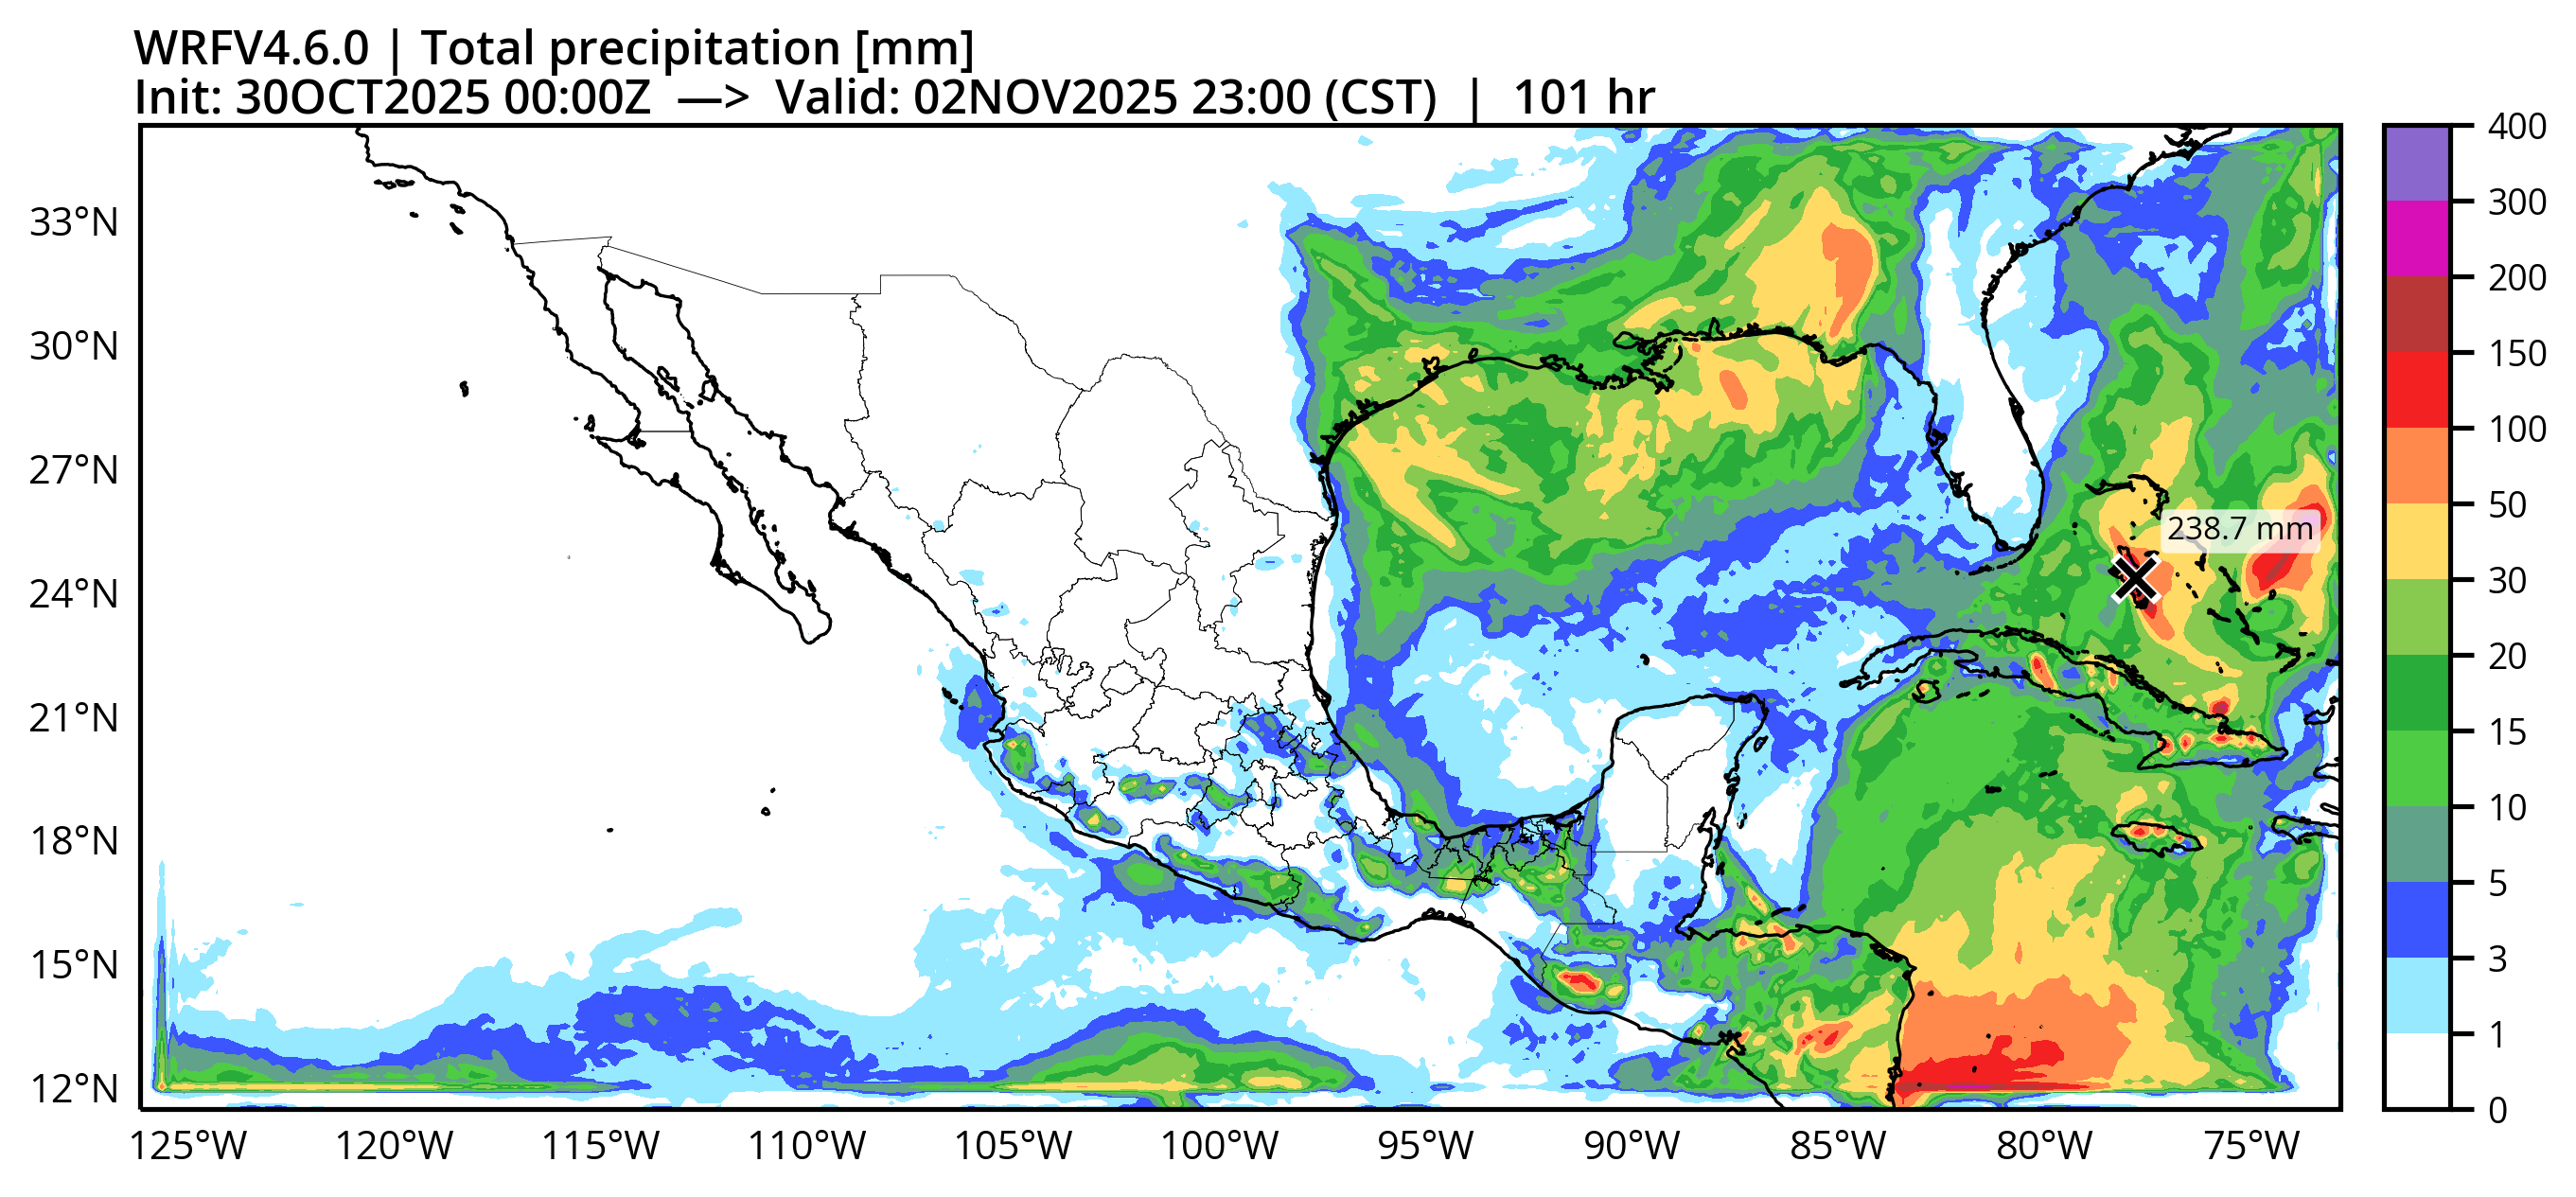 WRFV4.6.0 | Total precipitation [mm]
Init: 30OCT2025 00:00Z —> Valid: 02NOV2025 23:00 (CST) | 101 hr
33°N
30°N
27°N
24°N
21°N
18°N
15°N
12°N
125°W 120°W 115°W 110°W 105°W 100°W 95°W 90°W 85°W 80°W 75°W
238.7 mm
400
300
200
150
100
50
30
20
15
10
5
3
1
0